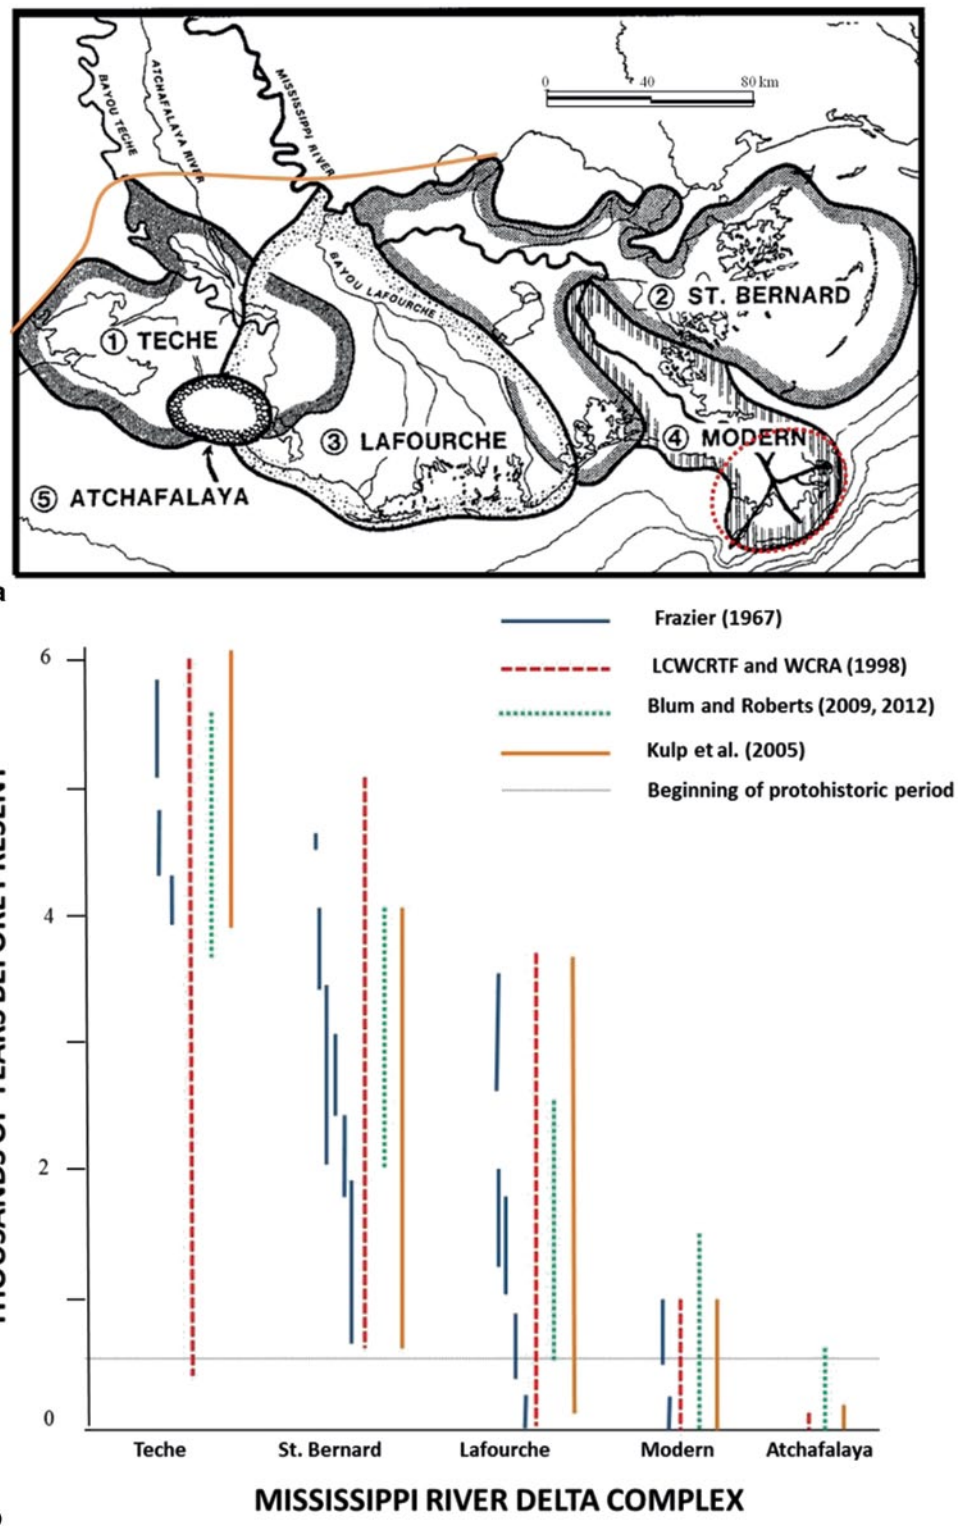 0 40 80 km
BAYOU TECHE
ATCHAFALAYA RIVER
MISSISSIPPI RIVER
BAYOU LAFOURCHE
② ST. BERNARD
① TECHE
③ LAFOURCHE
④ MODERN
⑤ ATCHAFALAYA
a
Frazier (1967)
LCWCRTF and WCRA (1998)
Blum and Roberts (2009, 2012)
Kulp et al. (2005)
Beginning of protohistoric period
6
4
2
0
Teche St. Bernard Lafourche Modern Atchafalaya
MISSISSIPPI RIVER DELTA COMPLEX